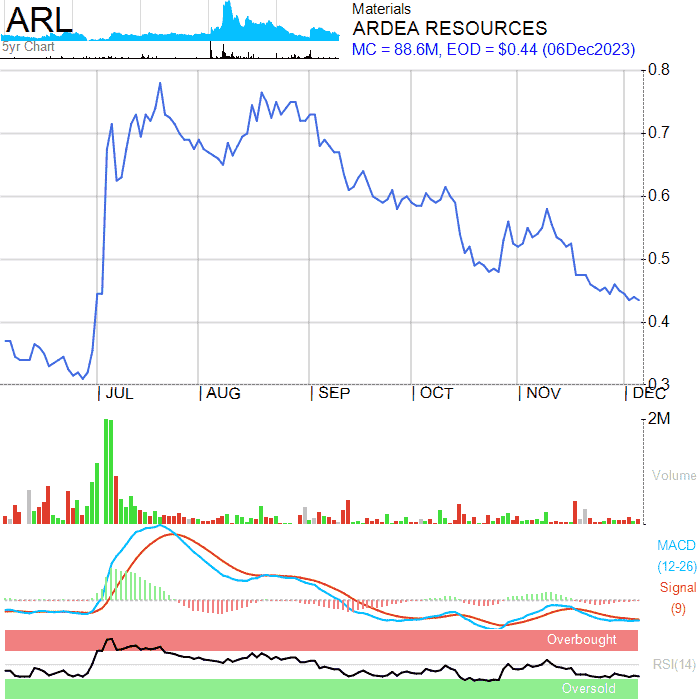 ARL
5yr Chart
Materials
ARDEA RESOURCES
MC = 88.6M, EOD = $0.44 (06Dec2023)
0.8
0.7
0.6
0.5
0.4
0.3
JUL AUG SEP OCT NOV DEC
2M
Volume
MACD
(12-26)
Signal
(9)
Overbought
RSI(14)
Oversold